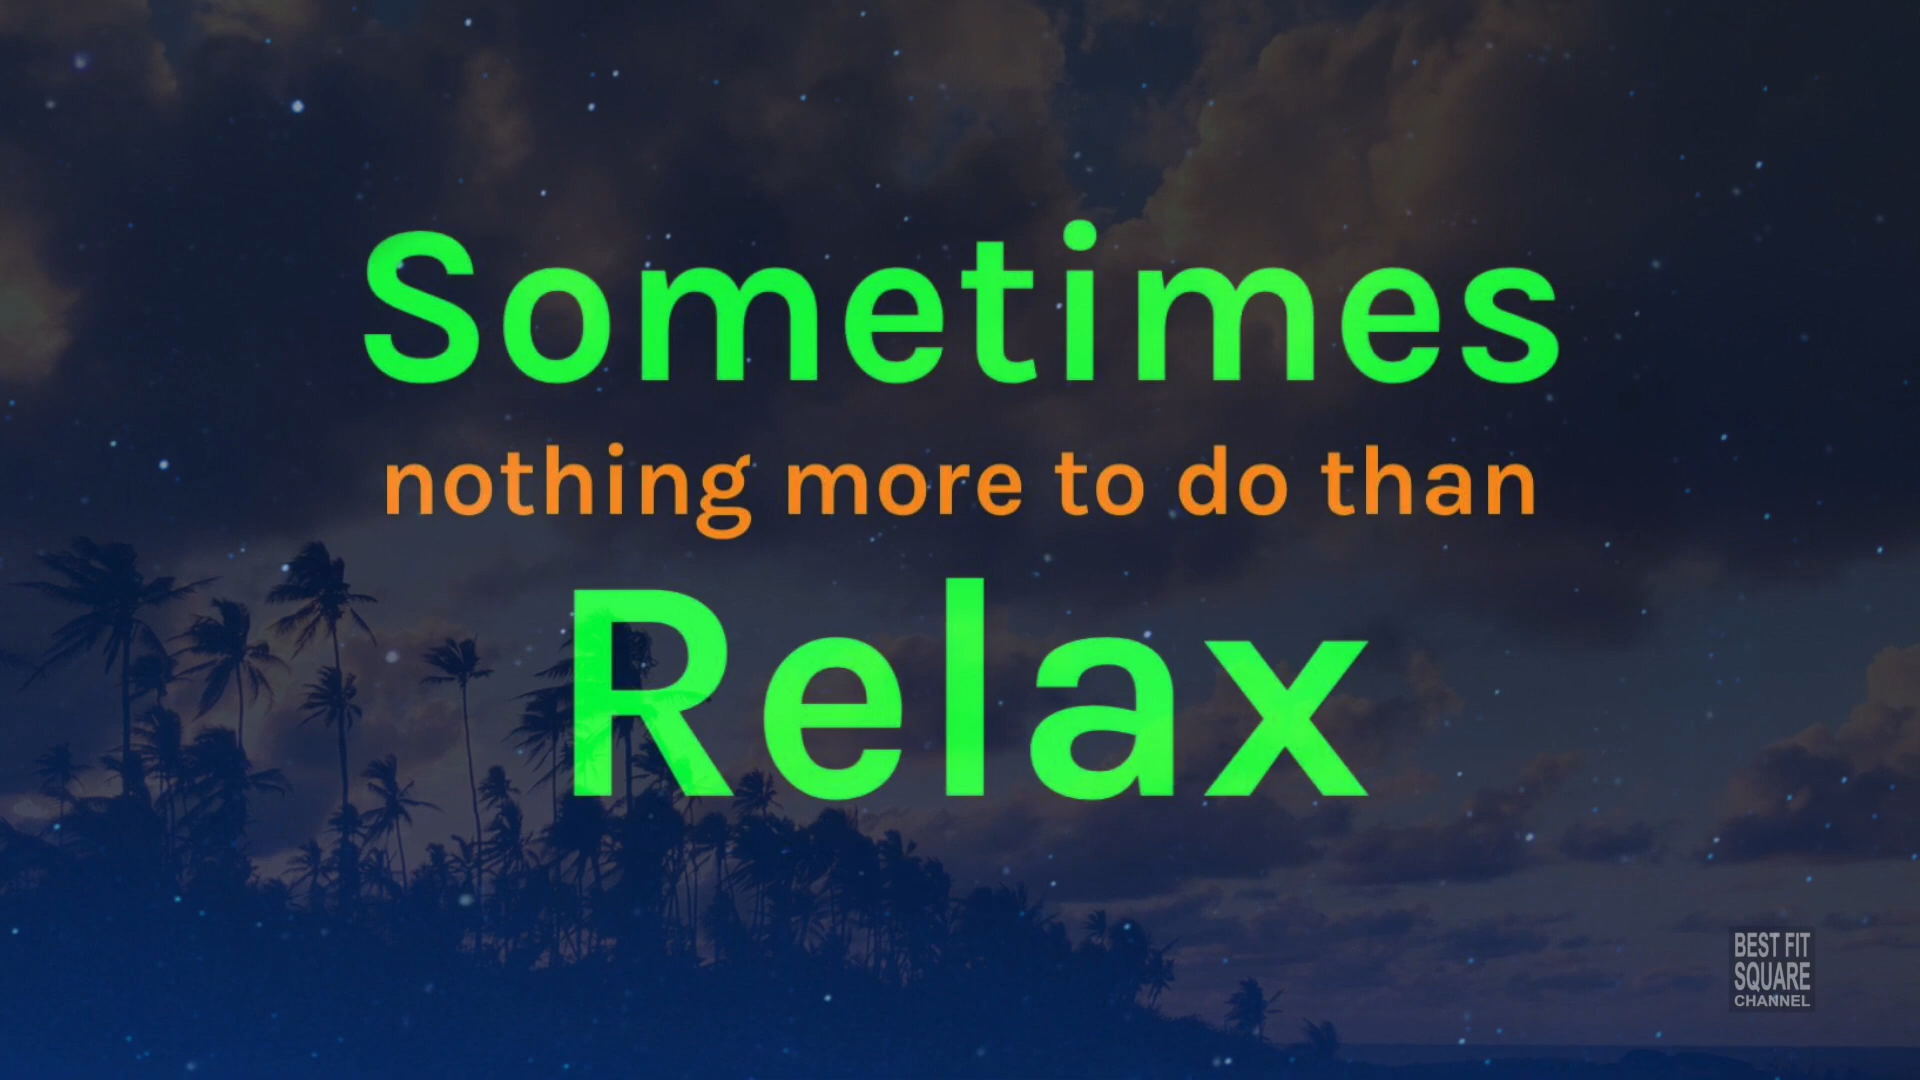 Sometimes
nothing more to do than
Relax
BEST FIT
SQUARE
CHANNEL